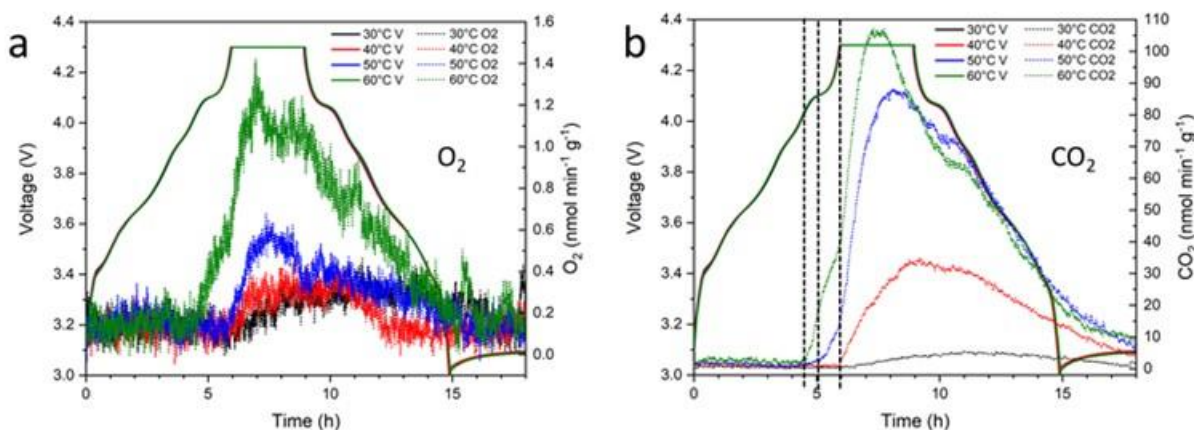 a
4.4
4.2
4.0
3.8
3.6
3.4
3.2
3.0
Voltage (V)
0
5
10
15
Time (h)
1.6
1.4
1.2
1.0
0.8
0.6
0.4
0.2
0.0
O2 (nmol min-1 g-1)
30°C V 30°C O2
40°C V 40°C O2
50°C V 50°C O2
60°C V 60°C O2
O2
b
4.4
4.2
4.0
3.8
3.6
3.4
3.2
3.0
Voltage (V)
0
5
10
15
Time (h)
110
100
90
80
70
60
50
40
30
20
10
0
CO2 (nmol min-1 g-1)
30°C V 30°C CO2
40°C V 40°C CO2
50°C V 50°C CO2
60°C V 60°C CO2
CO2